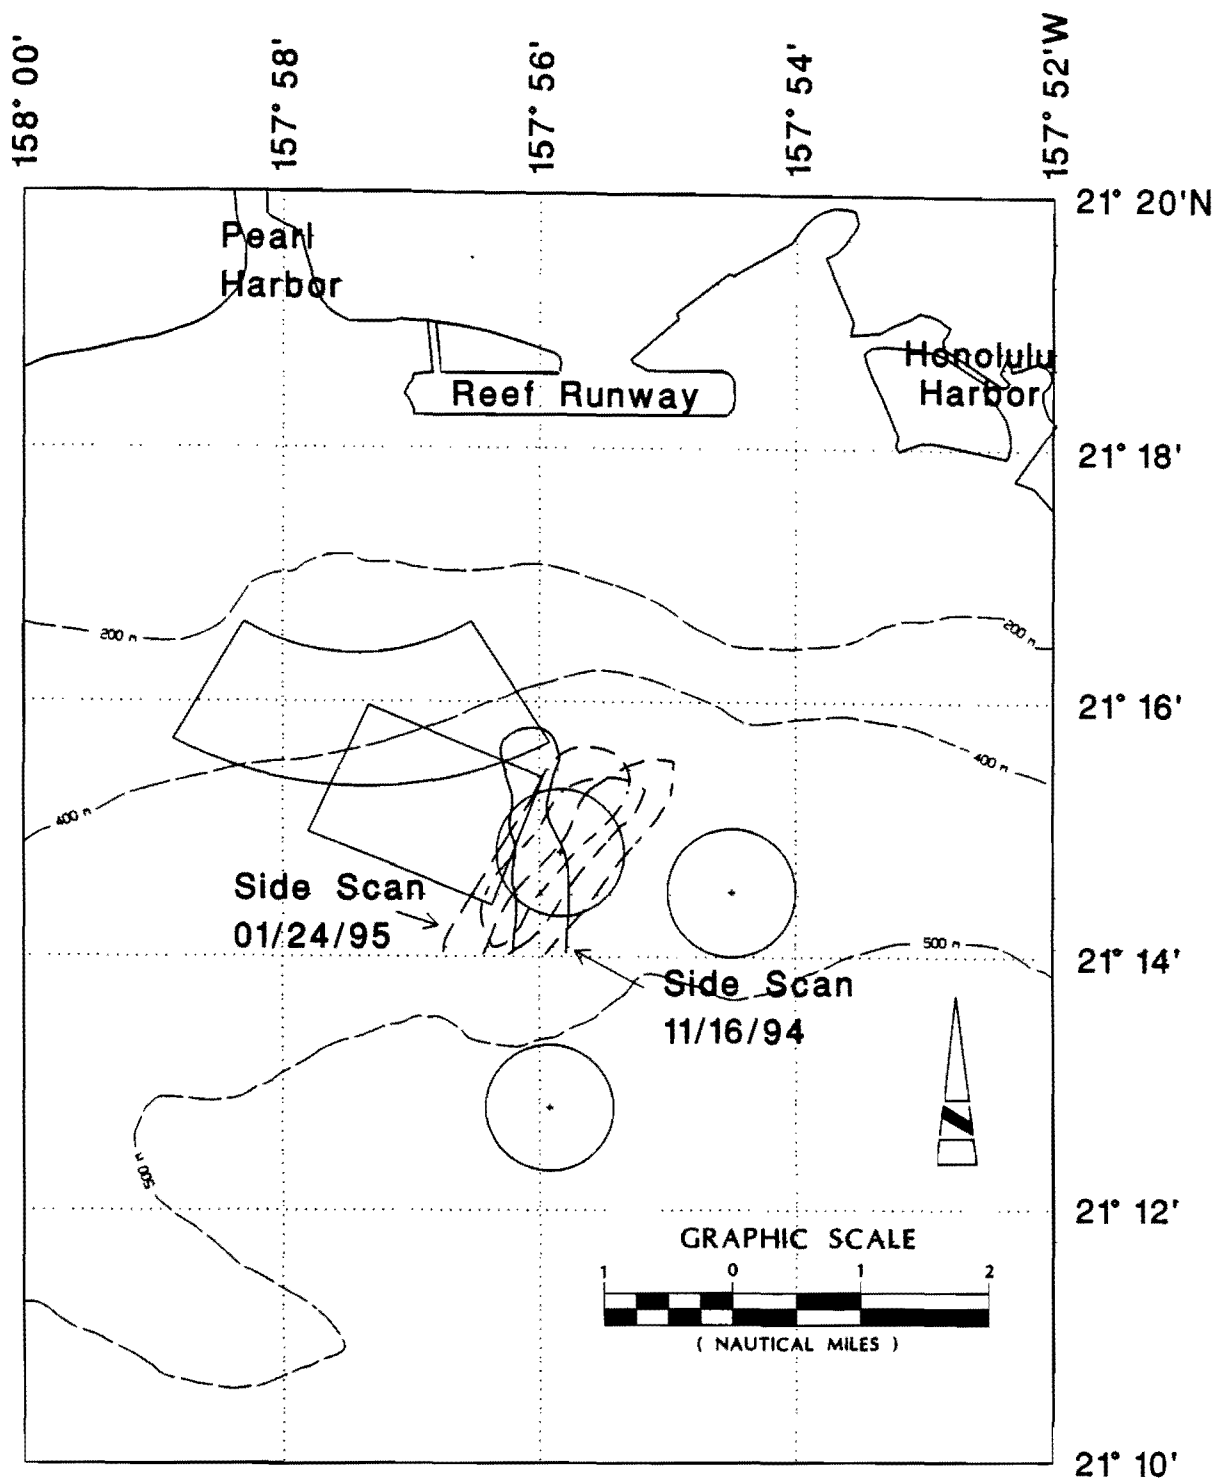 158° 00'
157° 58'
157° 56'
157° 54'
157° 52'W
21° 20'N
Pearl
Harbor
Honolulu
Harbor
Reef Runway
21° 18'
200 m
200 m
21° 16'
400 m
400 m
Side Scan
01/24/95
500 m
21° 14'
Side Scan
11/16/94
500 m
21° 12'
GRAPHIC SCALE
1 0 1 2
( NAUTICAL MILES )
21° 10'